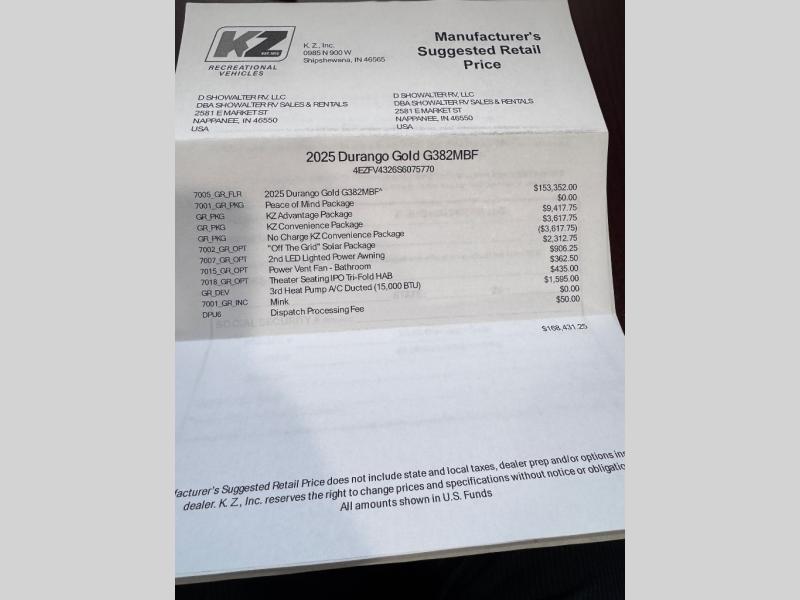 KZ
EST. 1972
RECREATIONAL
VEHICLES
K. Z., Inc.
0985 N 900 W
Shipshewana, IN 46565
Manufacturer's
Suggested Retail
Price
D SHOWALTER RV, LLC
DBA SHOWALTER RV SALES & RENTALS
2581 E MARKET ST
NAPPANEE, IN 46550
USA
D SHOWALTER RV, LLC
DBA SHOWALTER RV SALES & RENTALS
2581 E MARKET ST
NAPPANEE, IN 46550
USA
2025 Durango Gold G382MBF
4EZFV4326S6075770
7005_GR_FLR 2025 Durango Gold G382MBF^ $153,352.00
7001_GR_PKG Peace of Mind Package $0.00
GR_PKG KZ Advantage Package $9,417.75
GR_PKG KZ Convenience Package $3,617.75
GR_PKG No Charge KZ Convenience Package ($3,617.75)
7002_GR_OPT "Off The Grid" Solar Package $2,312.75
7007_GR_OPT 2nd LED Lighted Power Awning $906.25
7015_GR_OPT Power Vent Fan - Bathroom $362.50
7018_GR_OPT Theater Seating IPO Tri-Fold HAB $435.00
GR_DEV 3rd Heat Pump A/C Ducted (15,000 BTU) $1,595.00
7001_GR_INC Mink $0.00
DPU6 Dispatch Processing Fee $50.00
$168,431.25
SOCIAL SECURITY
facturer's Suggested Retail Price does not include state and local taxes, dealer prep and/or options
dealer. K. Z., Inc. reserves the right to change prices and specifications without notice or obligatio
All amounts shown in U.S. Funds